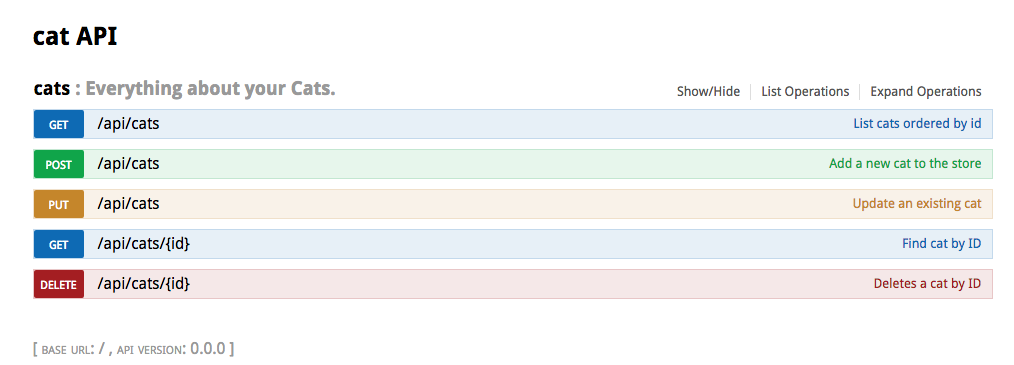 cat API
cats : Everything about your Cats. Show/Hide List Operations Expand Operations
GET /api/cats List cats ordered by id
POST /api/cats Add a new cat to the store
PUT /api/cats Update an existing cat
GET /api/cats/{id} Find cat by ID
DELETE /api/cats/{id} Deletes a cat by ID
[ BASE URL: / , API VERSION: 0.0.0 ]